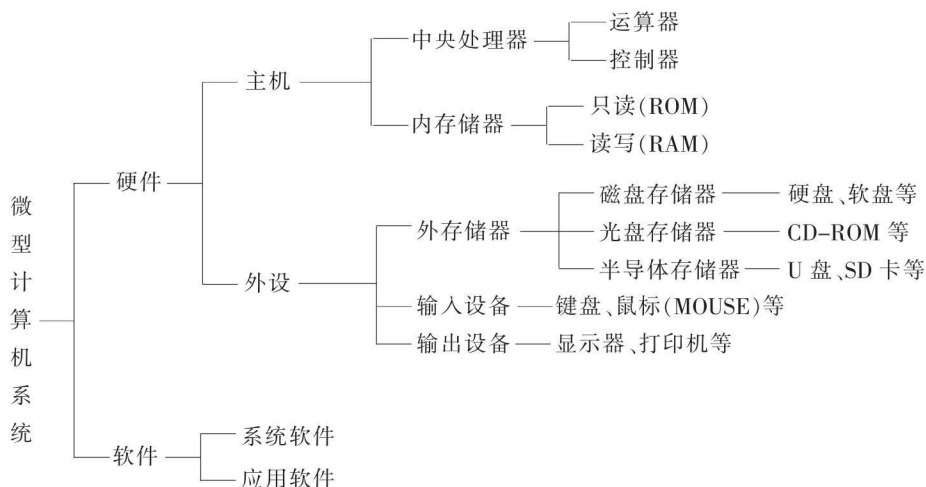 微型计算机系统
硬件
主机
中央处理器
运算器
控制器
内存储器
只读(ROM)
读写(RAM)
外设
外存储器
磁盘存储器
硬盘、软盘等
光盘存储器
CD-ROM 等
半导体存储器
U 盘、SD 卡等
输入设备
键盘、鼠标(MOUSE)等
输出设备
显示器、打印机等
软件
系统软件
应用软件